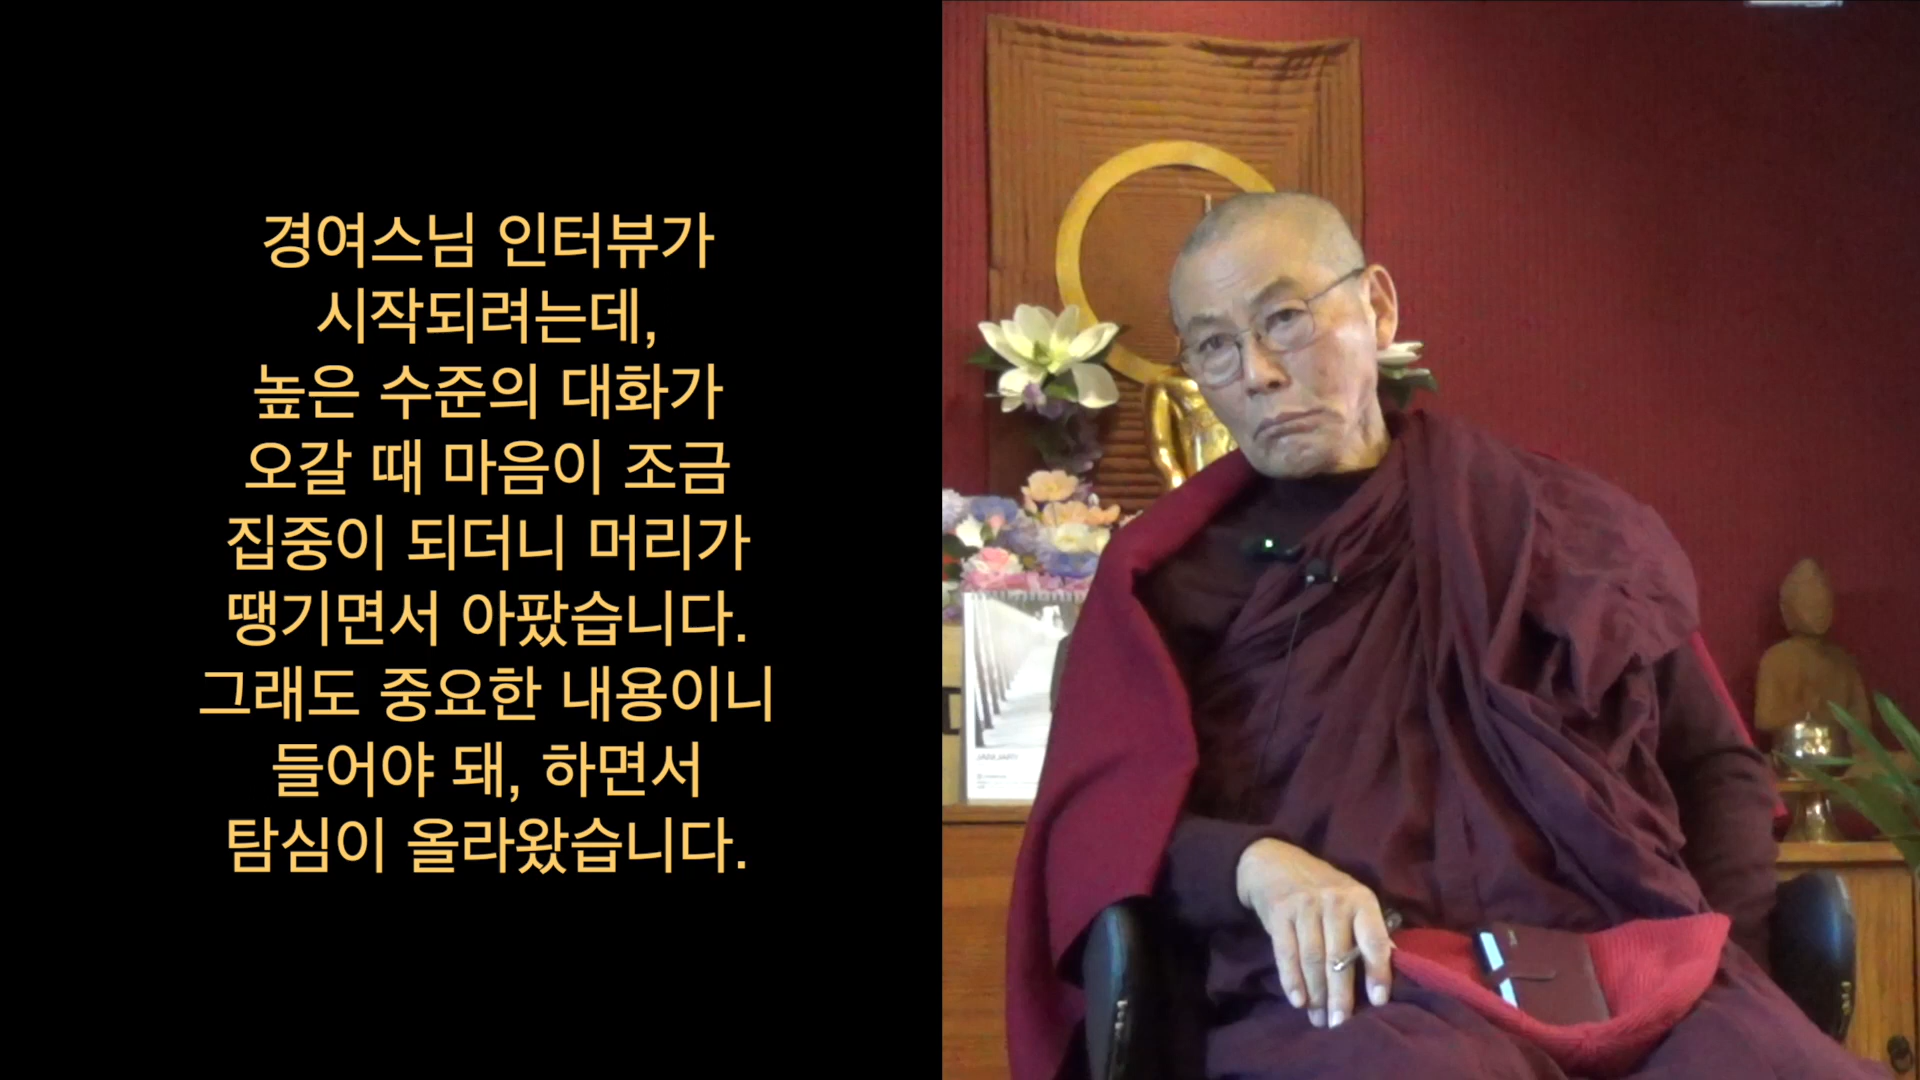 경여스님 인터뷰가
시작되려는데,
높은 수준의 대화가
오갈 때 마음이 조금
집중이 되더니 머리가
땡기면서 아팠습니다.
그래도 중요한 내용이니
들어야 돼, 하면서
탐심이 올라왔습니다.